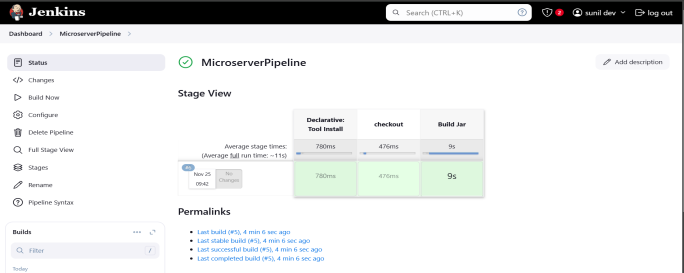 Jenkins
Search (CTRL+K)
2
sunil dev
log out
Dashboard > MicroserverPipeline >
Status
Changes
Build Now
Configure
Delete Pipeline
Full Stage View
Stages
Rename
Pipeline Syntax
Builds
Filter /
Today
MicroserverPipeline
Add description
Stage View
Declarative: Tool Install
checkout
Build Jar
Average stage times:
780ms 476ms 9s
(Average full run time: ~11s)
Nov 25
09:42
No Changes
780ms 476ms 9s
Permalinks
Last build (#5), 4 min 6 sec ago
Last stable build (#5), 4 min 6 sec ago
Last successful build (#5), 4 min 6 sec ago
Last completed build (#5), 4 min 6 sec ago